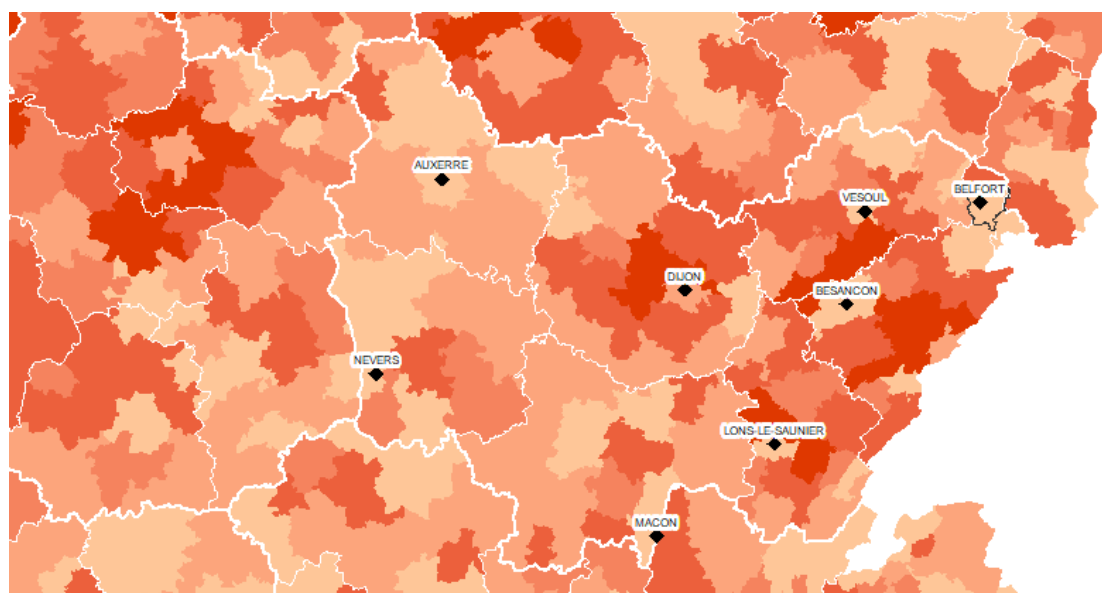 AUXERRE
BELFORT
VESOUL
DIJON
BESANCON
NEVERS
LONS-LE-SAUNIER
MACON